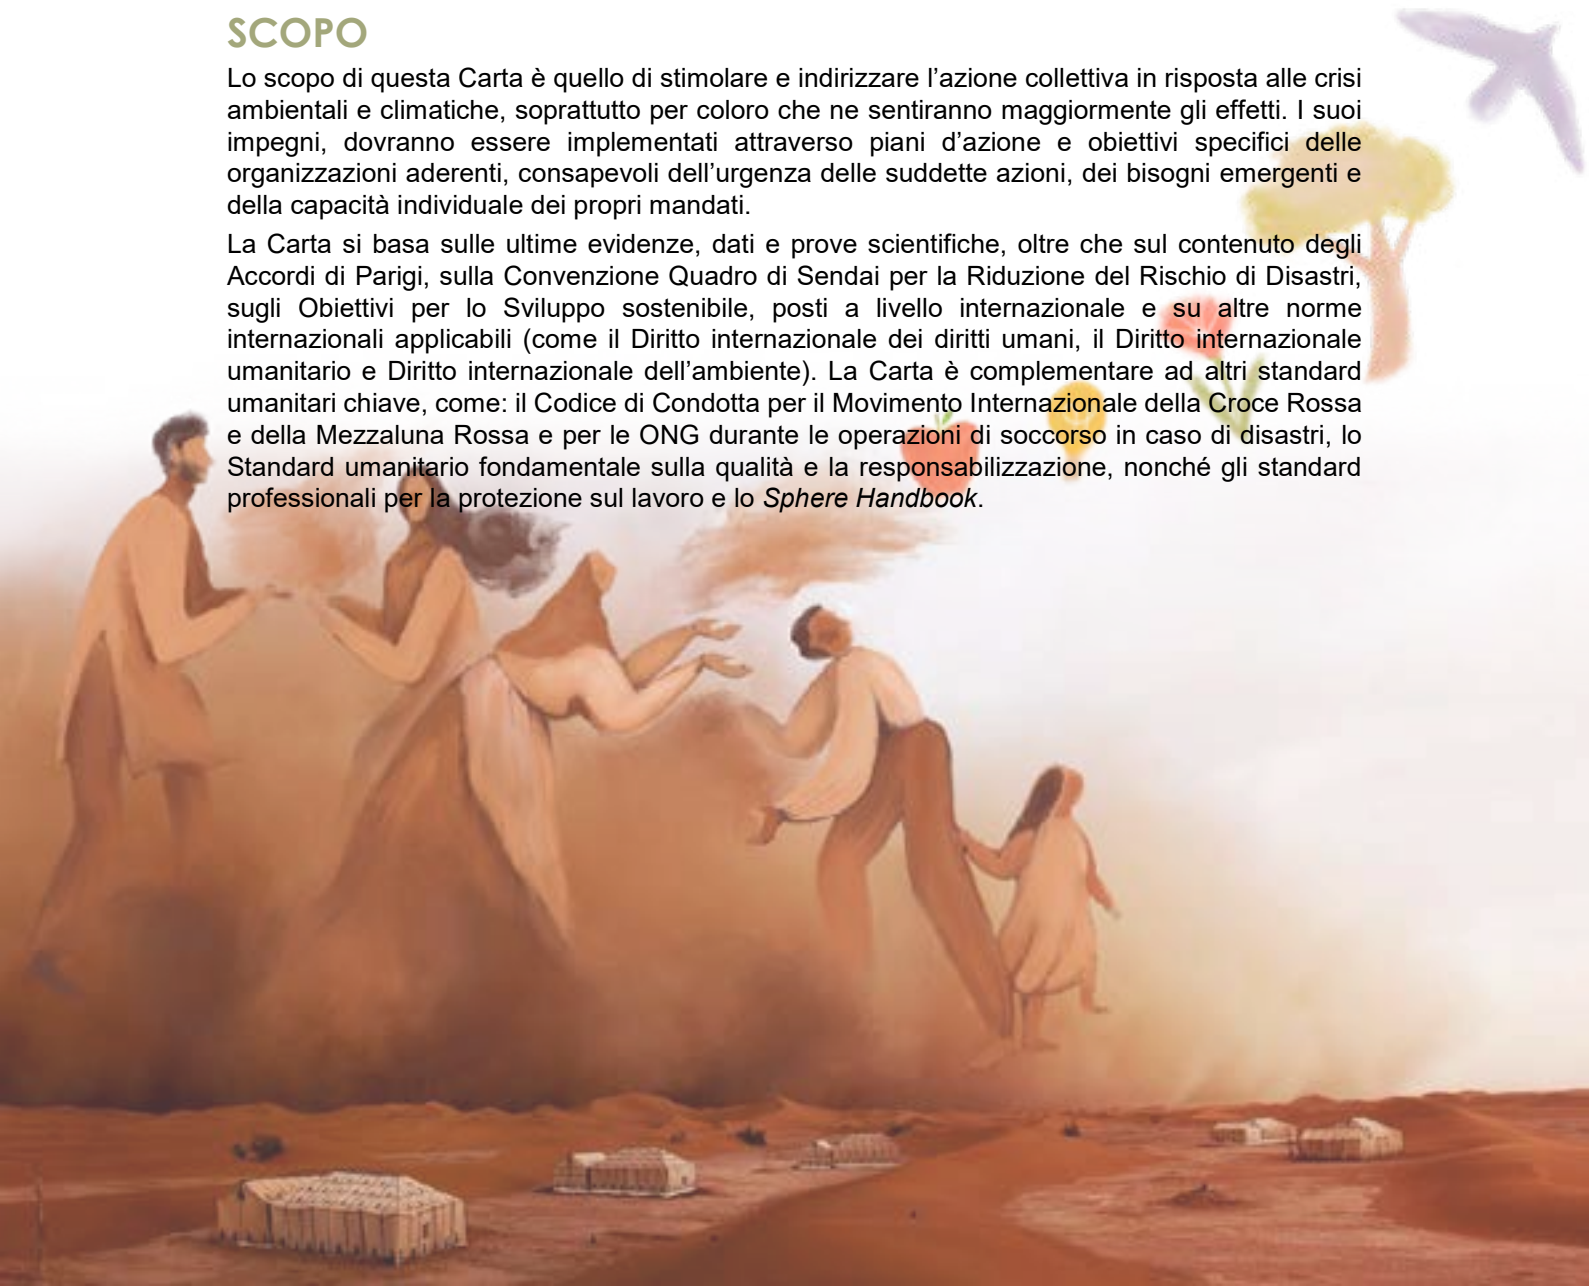 SCOPO
Lo scopo di questa Carta è quello di stimolare e indirizzare l’azione collettiva in risposta alle crisi
ambientali e climatiche, soprattutto per coloro che ne sentiranno maggiormente gli effetti. I suoi
impegni, dovranno essere implementati attraverso piani d’azione e obiettivi specifici delle
organizzazioni aderenti, consapevoli dell’urgenza delle suddette azioni, dei bisogni emergenti e
della capacità individuale dei propri mandati.
La Carta si basa sulle ultime evidenze, dati e prove scientifiche, oltre che sul contenuto degli
Accordi di Parigi, sulla Convenzione Quadro di Sendai per la Riduzione del Rischio di Disastri,
sugli Obiettivi per lo Sviluppo sostenibile, posti a livello internazionale e su altre norme
internazionali applicabili (come il Diritto internazionale dei diritti umani, il Diritto internazionale
umanitario e Diritto internazionale dell’ambiente). La Carta è complementare ad altri standard
umanitari chiave, come: il Codice di Condotta per il Movimento Internazionale della Croce Rossa
e della Mezzaluna Rossa e per le ONG durante le operazioni di soccorso in caso di disastri, lo
Standard umanitario fondamentale sulla qualità e la responsabilizzazione, nonché gli standard
professionali per la protezione sul lavoro e lo Sphere Handbook.